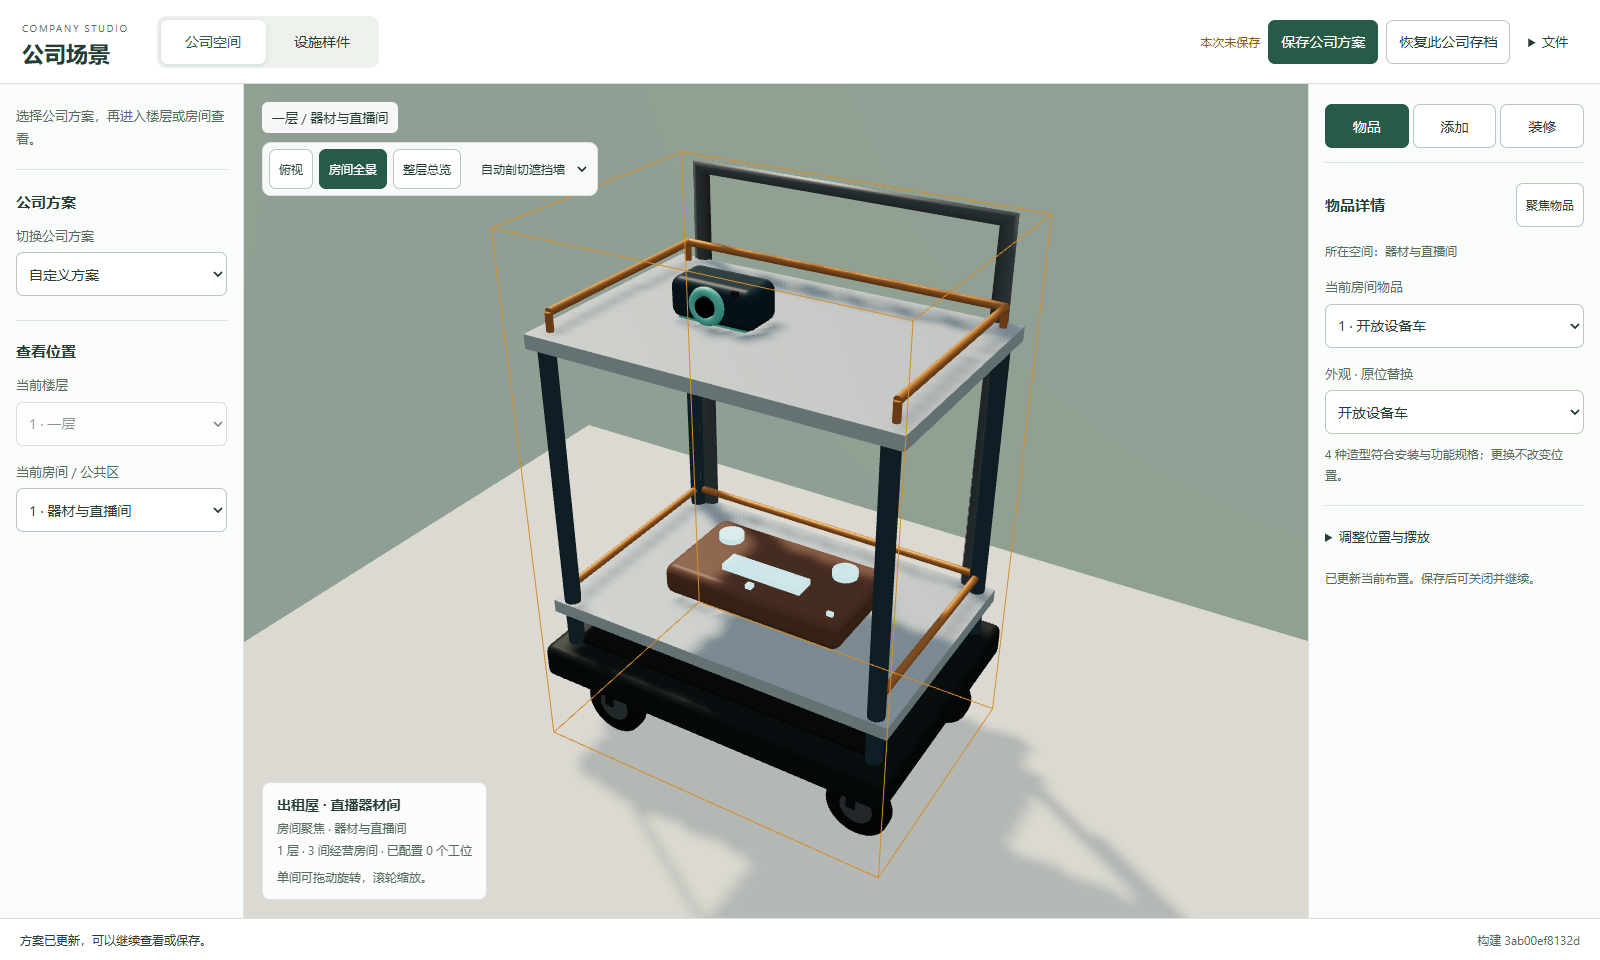 COMPANY STUDIO
公司场景
公司空间
设施样件
本次未保存
保存公司方案
恢复此公司存档
文件
选择公司方案，再进入楼层或房间查
看。
公司方案
切换公司方案
自定义方案
查看位置
当前楼层
1 · 一层
当前房间 / 公共区
1 · 器材与直播间
一层 / 器材与直播间
俯视
房间全景
整层总览
自动剖切遮挡墙
出租屋 · 直播器材间
房间聚焦 · 器材与直播间
1 层 · 3 间经营房间 · 已配置 0 个工位
单间可拖动旋转，滚轮缩放。
物品
添加
装修
物品详情
聚焦物品
所在空间：器材与直播间
当前房间物品
1 · 开放设备车
外观 · 原位替换
开放设备车
4 种造型符合安装与功能规格；更换不改变位
置。
调整位置与摆放
已更新当前布置。保存后可关闭并继续。
方案已更新，可以继续查看或保存。
构建 3ab00ef8132d